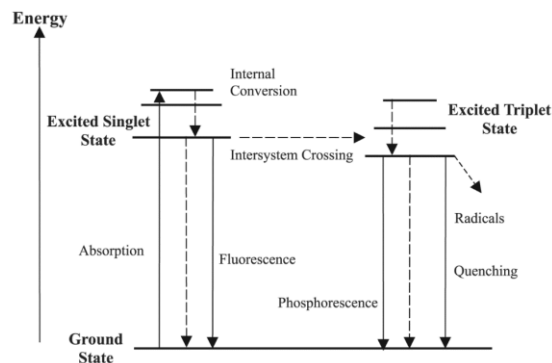 Energy
Internal
Conversion
Excited Singlet
State
Excited Triplet
State
Intersystem Crossing
Radicals
Absorption
Fluorescence
Quenching
Phosphorescence
Ground
State